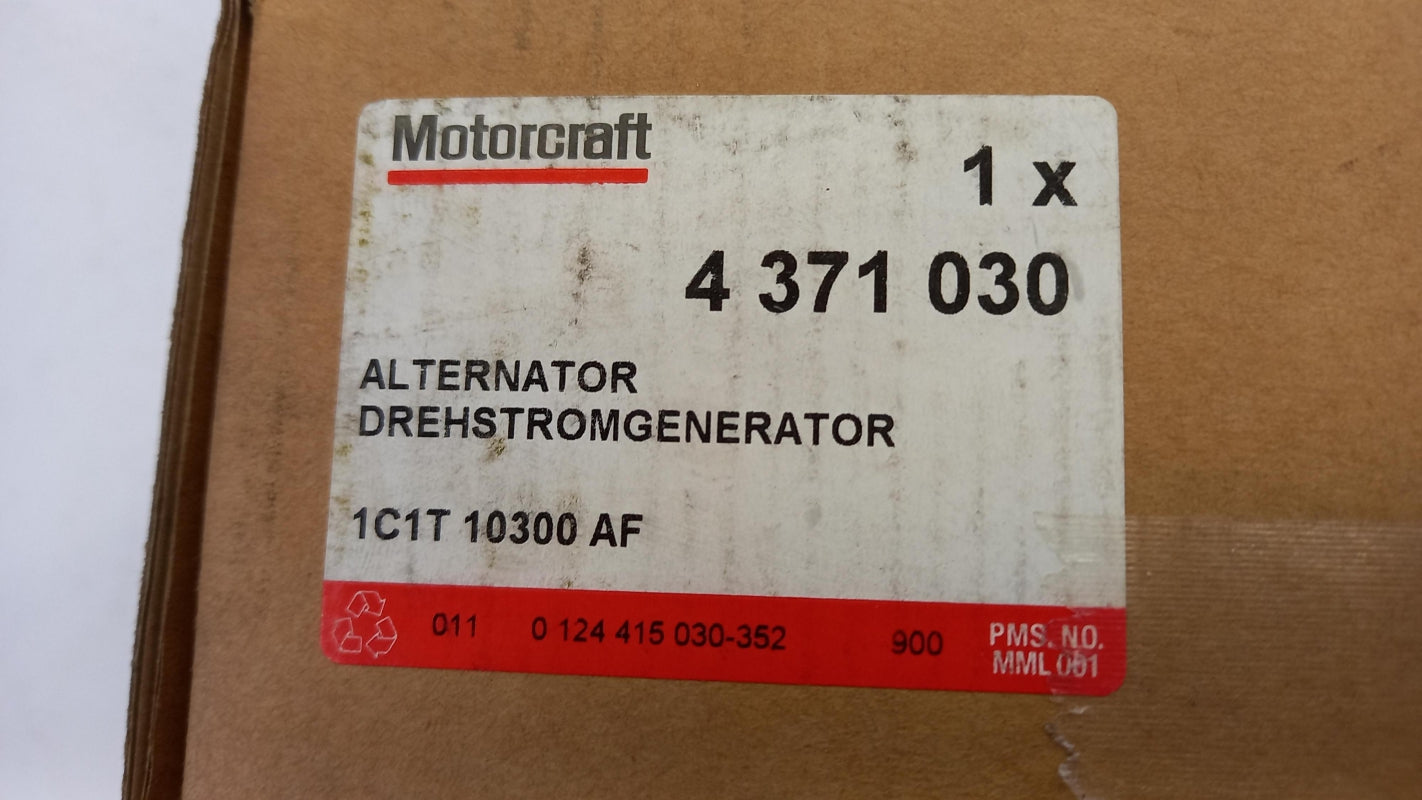 Motorcraft
1 x
4 371 030
ALTERNATOR
DREHSTROMGENERATOR
1C1T 10300 AF
011 0 124 415 030-352 900 PMS. NO.
MML 001